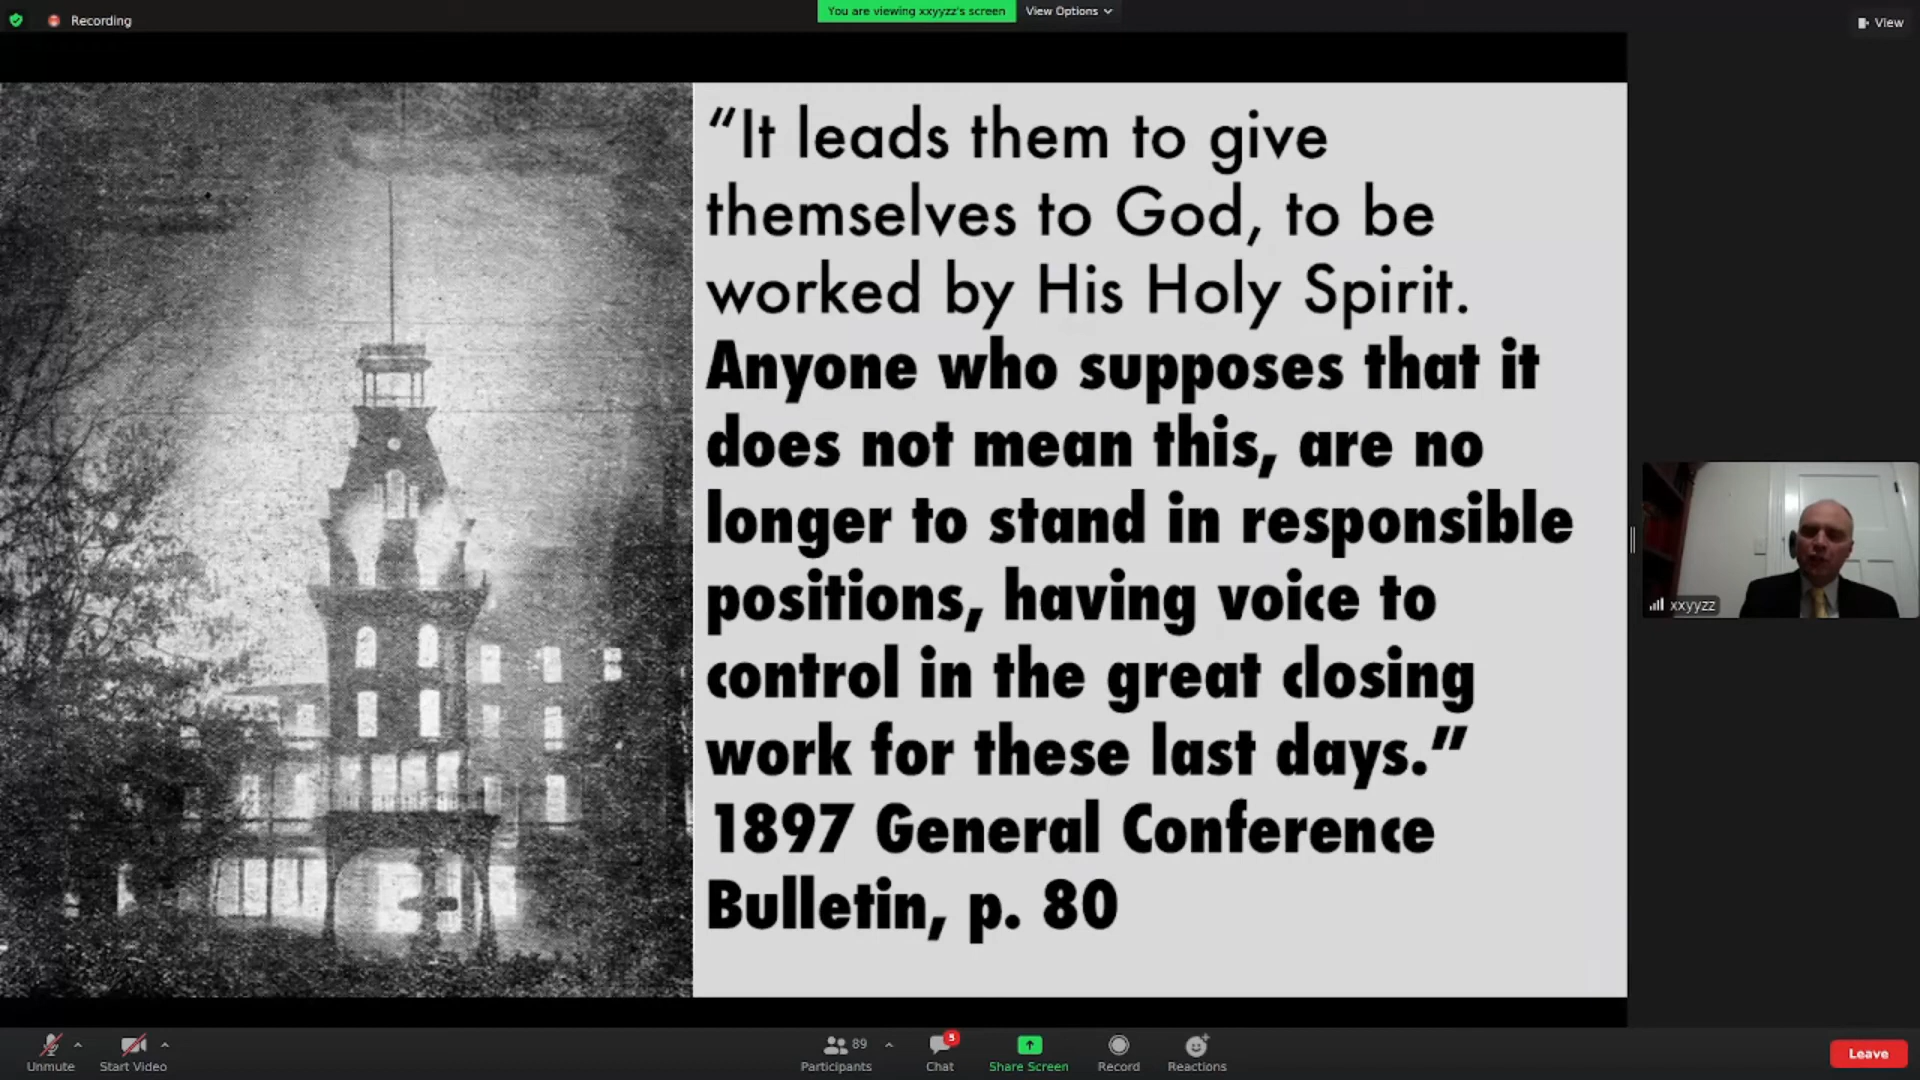 Recording
You are viewing xxyyzz's screen
View Options
View
“It leads them to give
themselves to God, to be
worked by His Holy Spirit.
Anyone who supposes that it
does not mean this, are no
longer to stand in responsible
positions, having voice to
control in the great closing
work for these last days.”
1897 General Conference
Bulletin, p. 80
xxyyzz
Unmute
Start Video
89
Participants
5
Chat
Share Screen
Record
Reactions
Leave